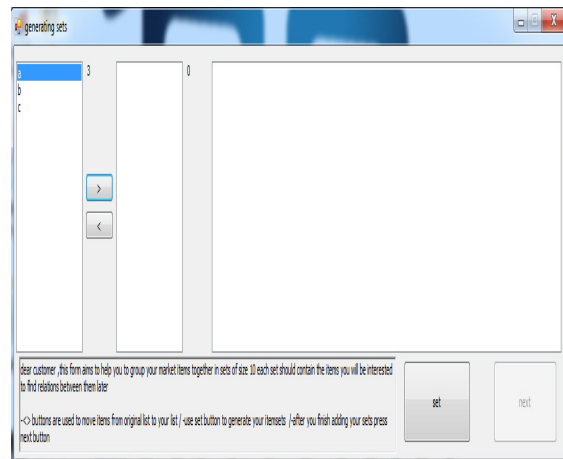 generating sets
a
b
c
3
0
>
<
dear customer ,this form aims to help you to group your market items together in sets of size 10 each set should contain the items you will be interested
to find relations between them later
--<> buttons are used to move items from original list to your list / -use set button to generate your itemsets /-after you finish adding your sets press
next button
set
next